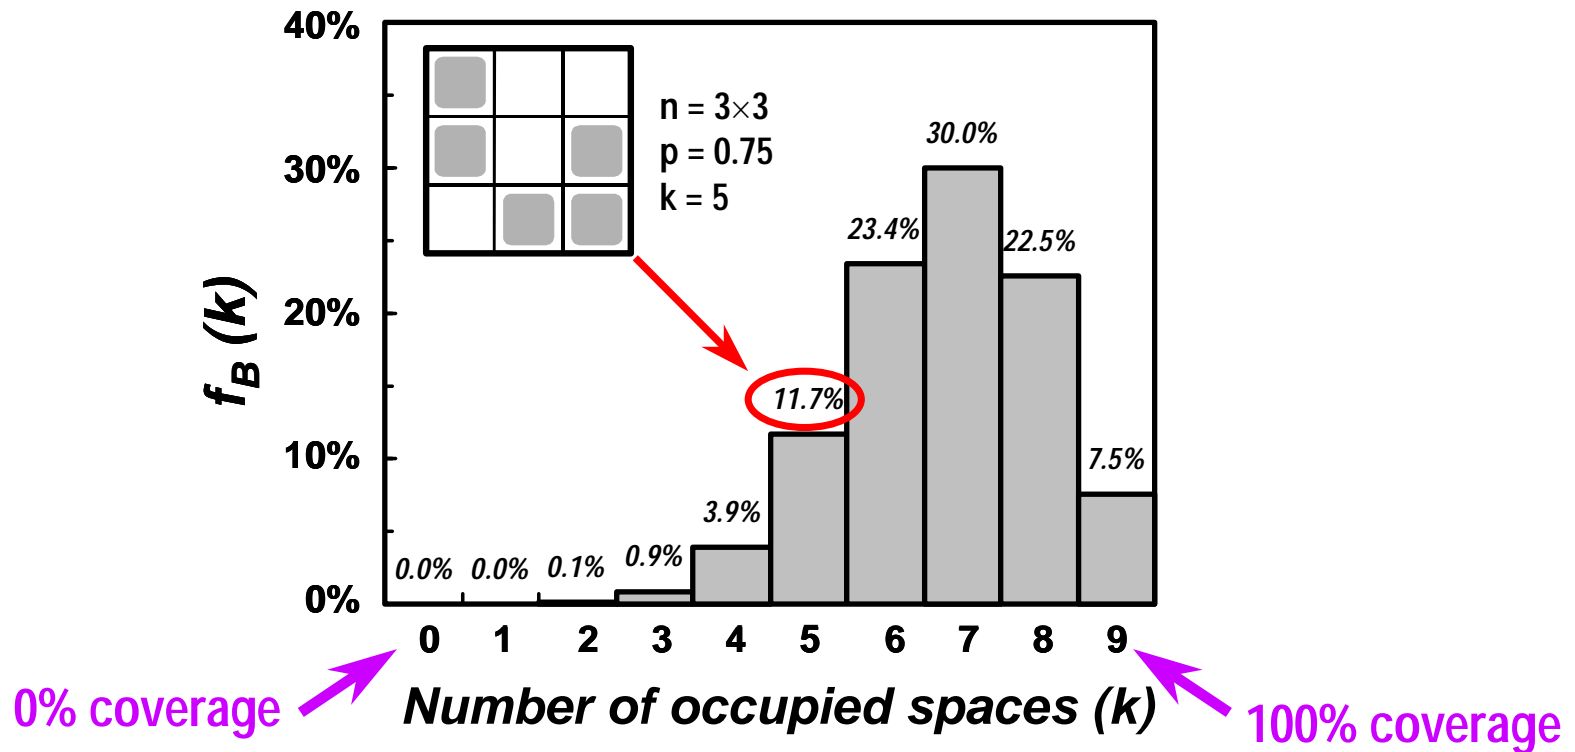 40%
30%
20%
10%
0%
f_B (k)
n = 3×3
p = 0.75
k = 5
0.0%
0.0%
0.1%
0.9%
3.9%
11.7%
23.4%
30.0%
22.5%
7.5%
0 1 2 3 4 5 6 7 8 9
0% coverage
Number of occupied spaces (k)
100% coverage